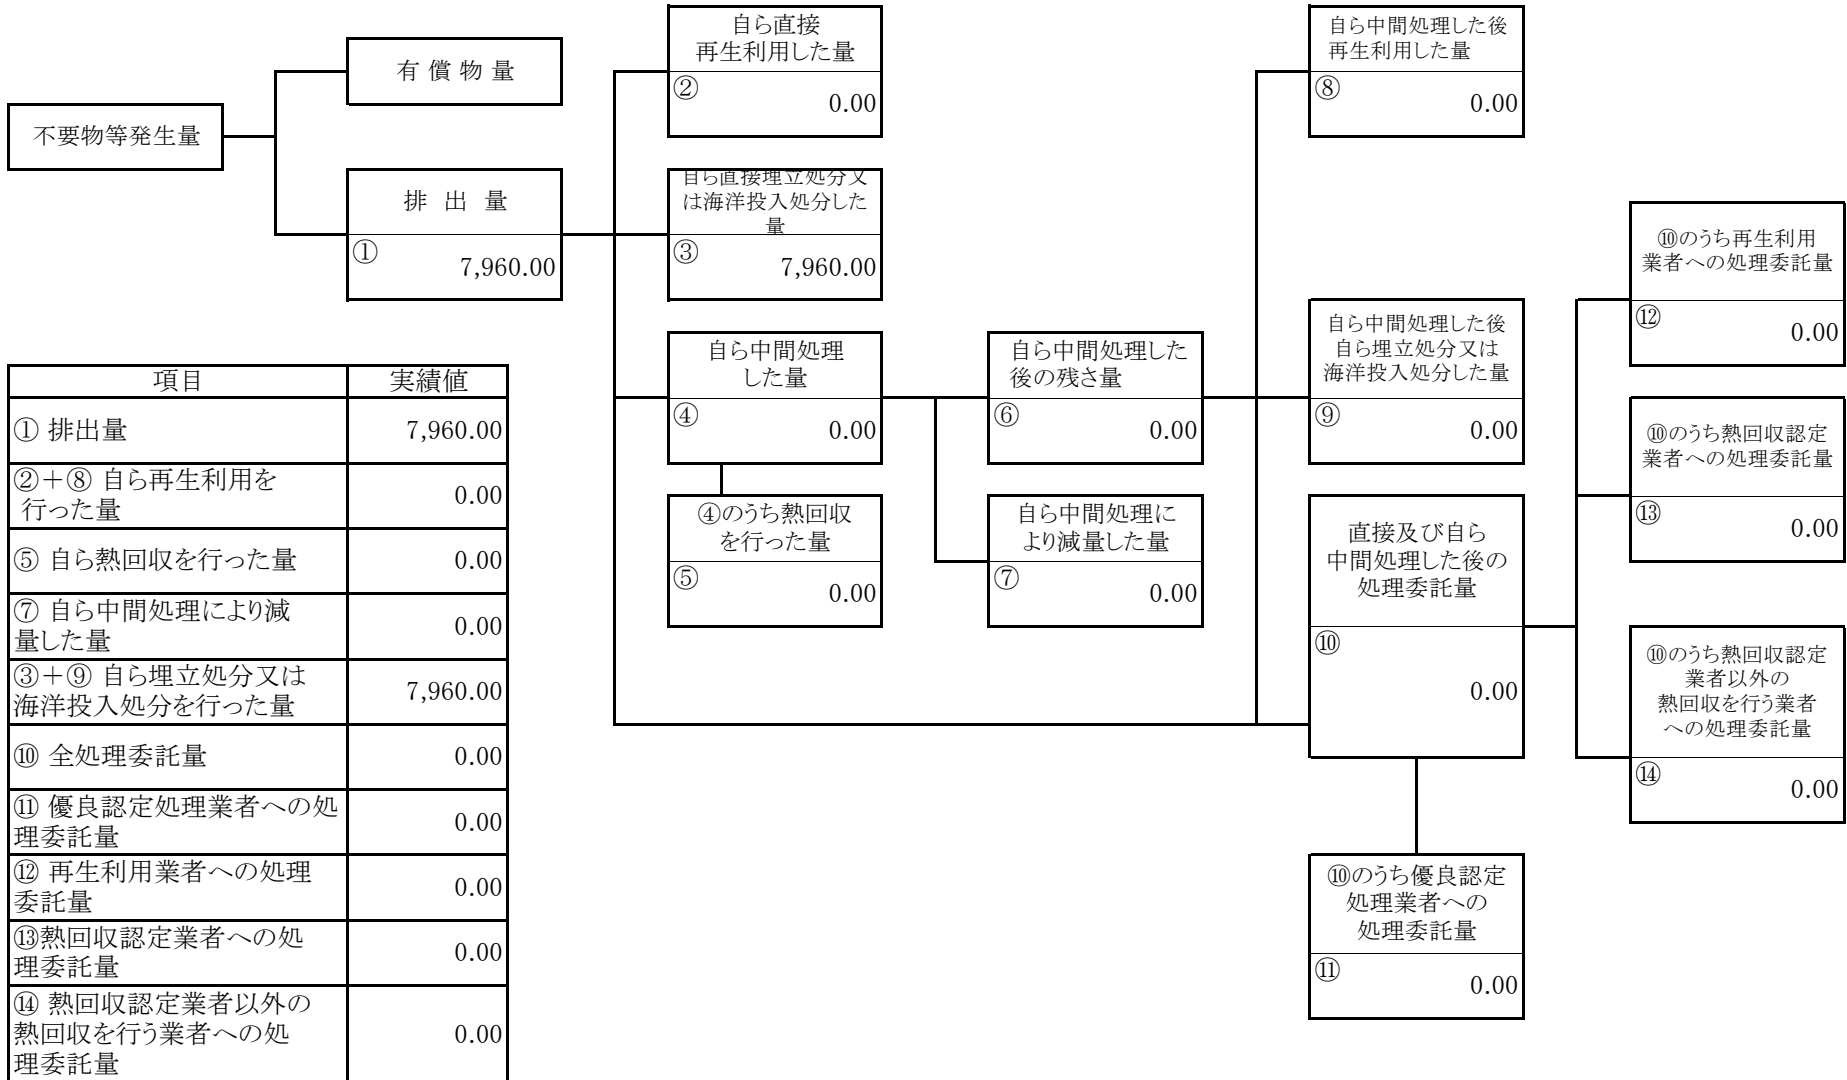 不要物等発生量
有 償 物 量
排 出 量
①
7,960.00
自ら直接
再生利用した量
②
0.00
自ら直接埋立処分又
は海洋投入処分した
量
③
7,960.00
自ら中間処理
した量
④
0.00
④のうち熱回収
を行った量
⑤
0.00
自ら中間処理した
後の残さ量
⑥
0.00
自ら中間処理に
より減量した量
⑦
0.00
自ら中間処理した後
再生利用した量
⑧
0.00
自ら中間処理した後
自ら埋立処分又は
海洋投入処分した量
⑨
0.00
直接及び自ら
中間処理した後の
処理委託量
⑩
0.00
⑩のうち優良認定
処理業者への
処理委託量
⑪
0.00
⑩のうち再生利用
業者への処理委託量
⑫
0.00
⑩のうち熱回収認定
業者への処理委託量
⑬
0.00
⑩のうち熱回収認定
業者以外の
熱回収を行う業者
への処理委託量
⑭
0.00
項目 実績値
① 排出量 7,960.00
②＋⑧ 自ら再生利用を
行った量 0.00
⑤ 自ら熱回収を行った量 0.00
⑦ 自ら中間処理により減
量した量 0.00
③＋⑨ 自ら埋立処分又は
海洋投入処分を行った量 7,960.00
⑩ 全処理委託量 0.00
⑪ 優良認定処理業者への処
理委託量 0.00
⑫ 再生利用業者への処理
委託量 0.00
⑬熱回収認定業者への処
理委託量 0.00
⑭ 熱回収認定業者以外の
熱回収を行う業者への処
理委託量 0.00